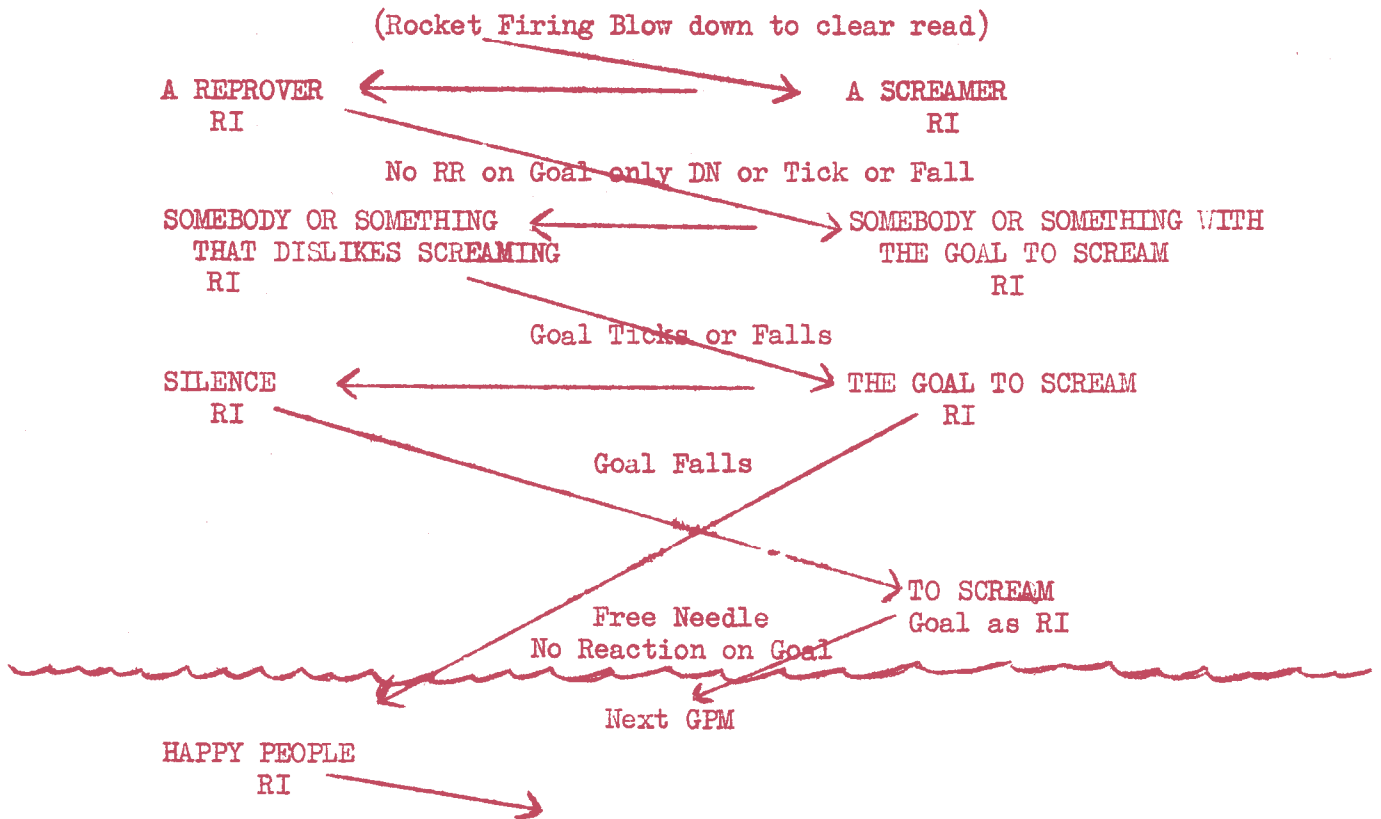 (Rocket Firing Blow down to clear read)
A REPROVER
RI
A SCREAMER
RI
No RR on Goal only DN or Tick or Fall
SOMEBODY OR SOMETHING
THAT DISLIKES SCREAMING
RI
SOMEBODY OR SOMETHING WITH
THE GOAL TO SCREAM
RI
Goal Ticks or Falls
SILENCE
RI
THE GOAL TO SCREAM
RI
Goal Falls
TO SCREAM
Goal as RI
Free Needle
No Reaction on Goal
Next GPM
HAPPY PEOPLE
RI